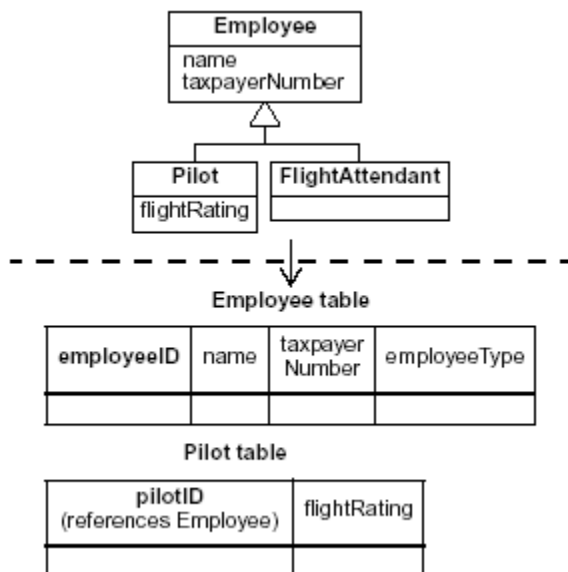 Employee
name
taxpayerNumber
Pilot
FlightAttendant
flightRating
Employee table
employeeID
name
taxpayer
Number
employeeType
Pilot table
pilotID
(references Employee)
flightRating